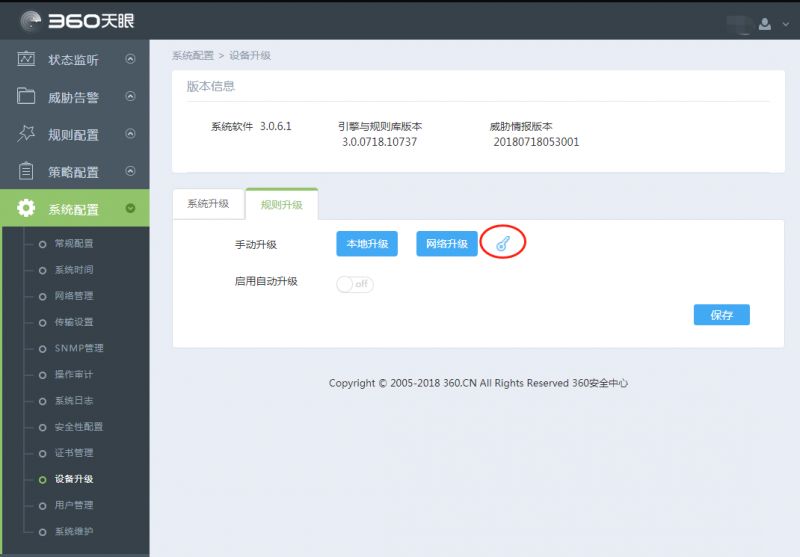 360天眼
状态监听
威胁告警
规则配置
策略配置
系统配置
常规配置
系统时间
网络管理
传输设置
SNMP管理
操作审计
系统日志
安全性配置
证书管理
设备升级
用户管理
系统维护
系统配置 > 设备升级
版本信息
系统软件 3.0.6.1
引擎与规则库版本
3.0.0718.10737
威胁情报版本
20180718053001
系统升级
规则升级
手动升级
本地升级
网络升级
启用自动升级
off
保存
Copyright © 2005-2018 360.CN All Rights Reserved 360安全中心